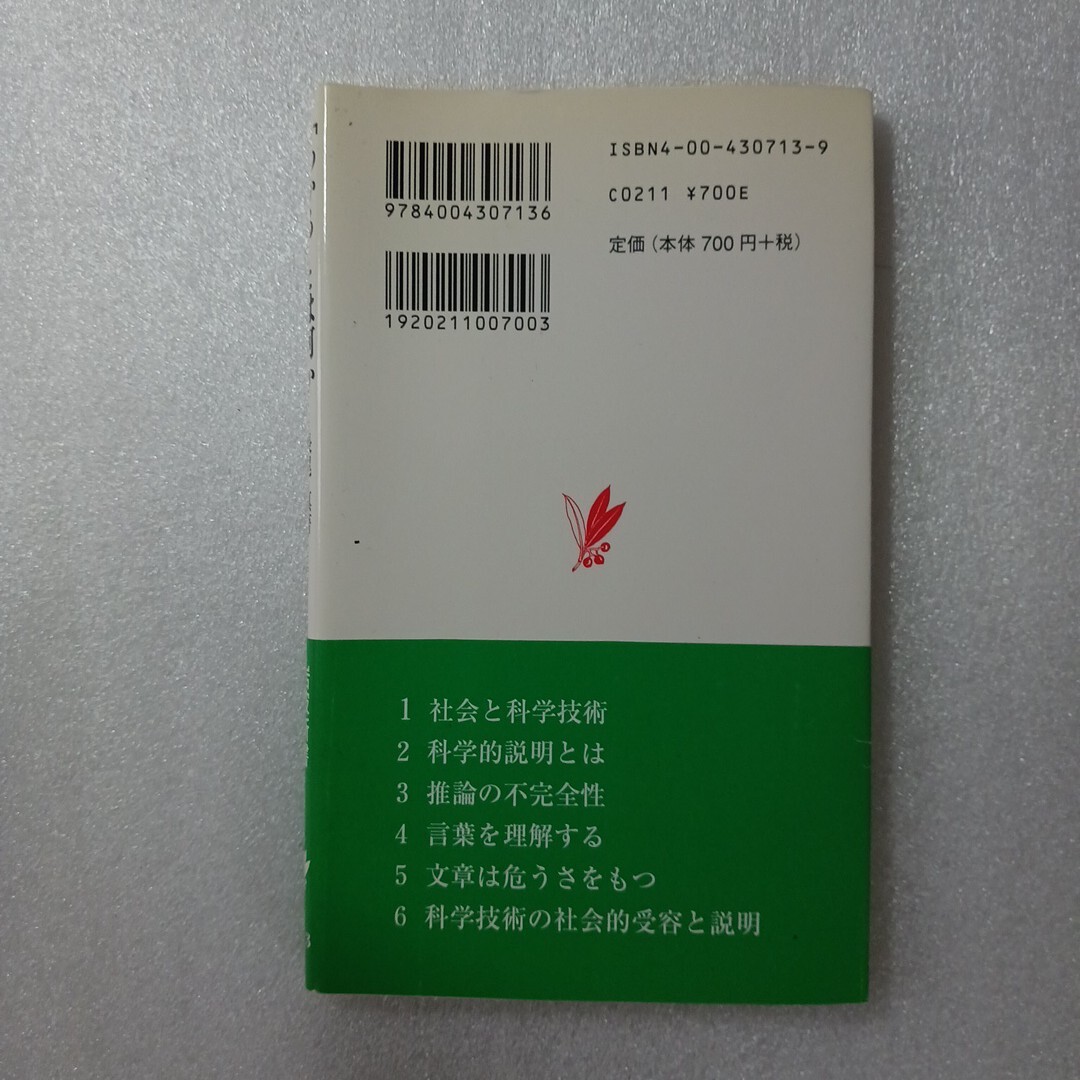 ISBN4-00-430713-9
C0211 ¥700E
定価(本体 700 円+税)
9784004307136
1920211007003
1 社会と科学技術
2 科学的説明とは
3 推論の不完全性
4 言葉を理解する
5 文章は危うさをもつ
6 科学技術の社会的受容と説明